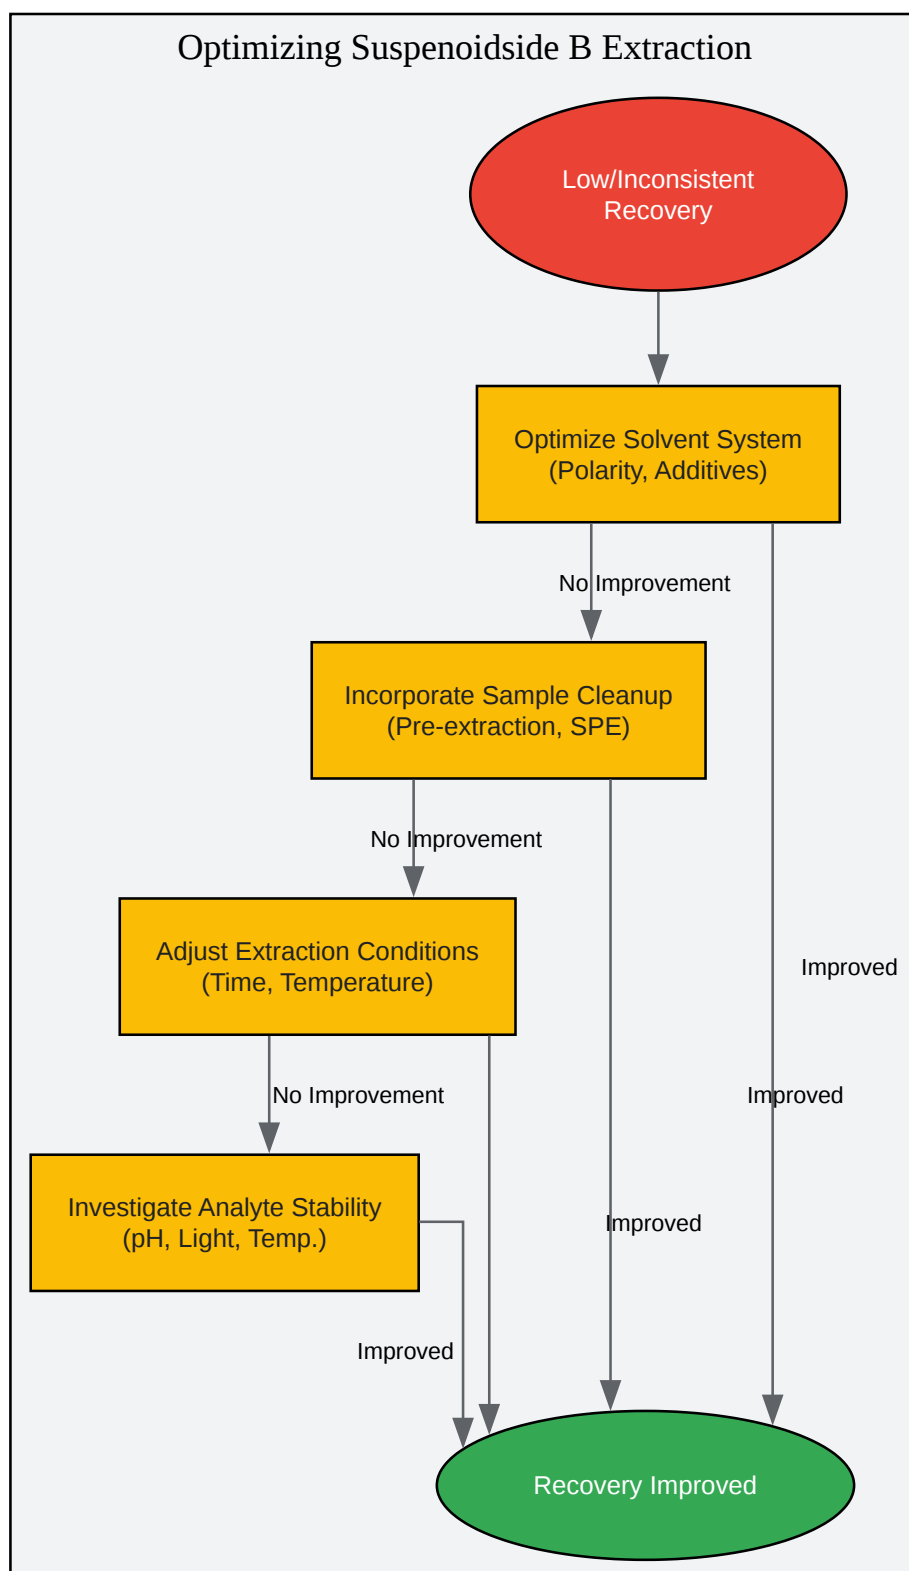 Optimizing Suspenoidside B Extraction
Low/Inconsistent
Recovery
Optimize Solvent System
(Polarity, Additives)
No Improvement
Incorporate Sample Cleanup
(Pre-extraction, SPE)
No Improvement
Adjust Extraction Conditions
(Time, Temperature)
Improved
No Improvement
Improved
Investigate Analyte Stability
(pH, Light, Temp.)
Improved
Improved
Recovery Improved